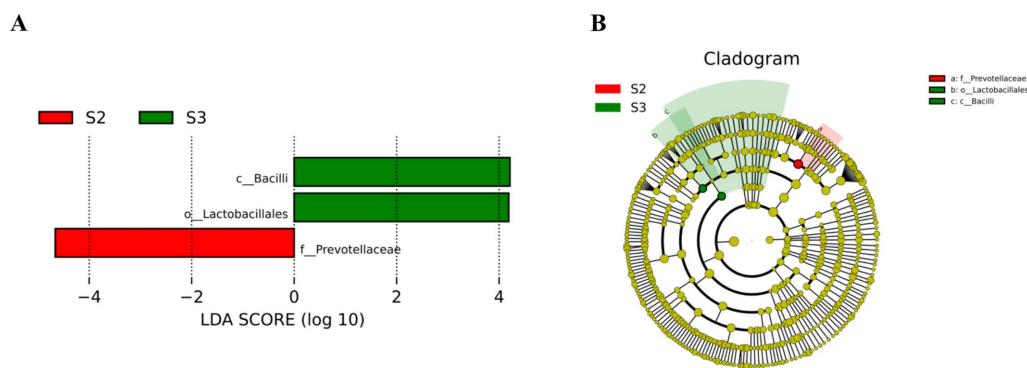 A
S2 S3
c__Bacilli
o__Lactobacillales
f__Prevotellaceae
−4 −2 0 2 4
LDA SCORE (log 10)
B
Cladogram
S2
S3
a: f__Prevotellaceae
b: o__Lactobacillales
c: c__Bacilli
c
b
a